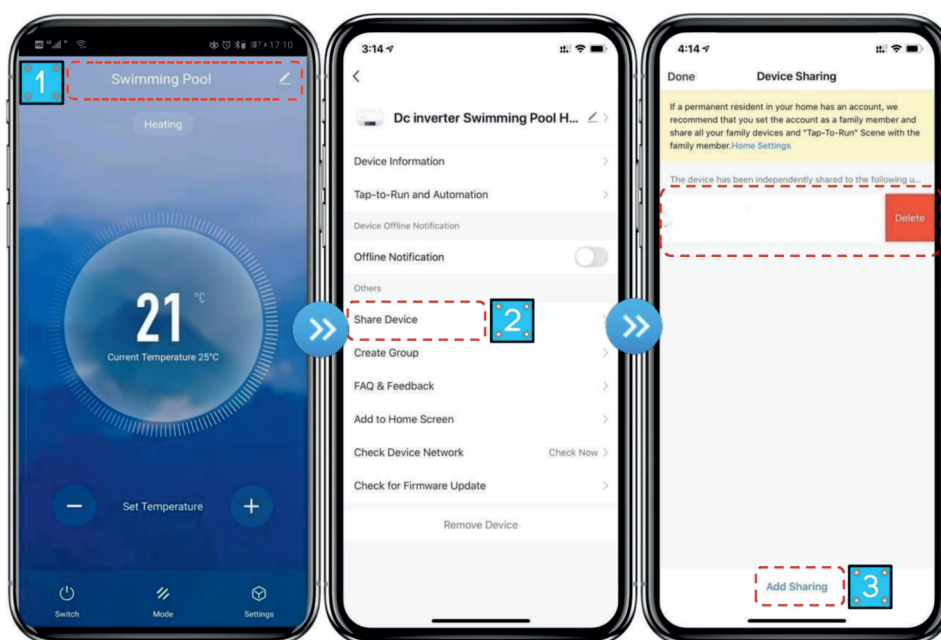 17:10
1
Swimming Pool
Heating
21 °C
Current Temperature 25°C
Set Temperature
Switch
Mode
Settings
3:14
Dc inverter Swimming Pool H...
Device Information
Tap-to-Run and Automation
Device Offline Notification
Offline Notification
Others
Share Device
2
Create Group
FAQ & Feedback
Add to Home Screen
Check Device Network Check Now
Check for Firmware Update
Remove Device
4:14
Done Device Sharing
If a permanent resident in your home has an account, we
recommend that you set the account as a family member and
share all your family devices and "Tap-To-Run" Scene with the
family member.Home Settings
The device has been independently shared to the following u...
Delete
Add Sharing
3